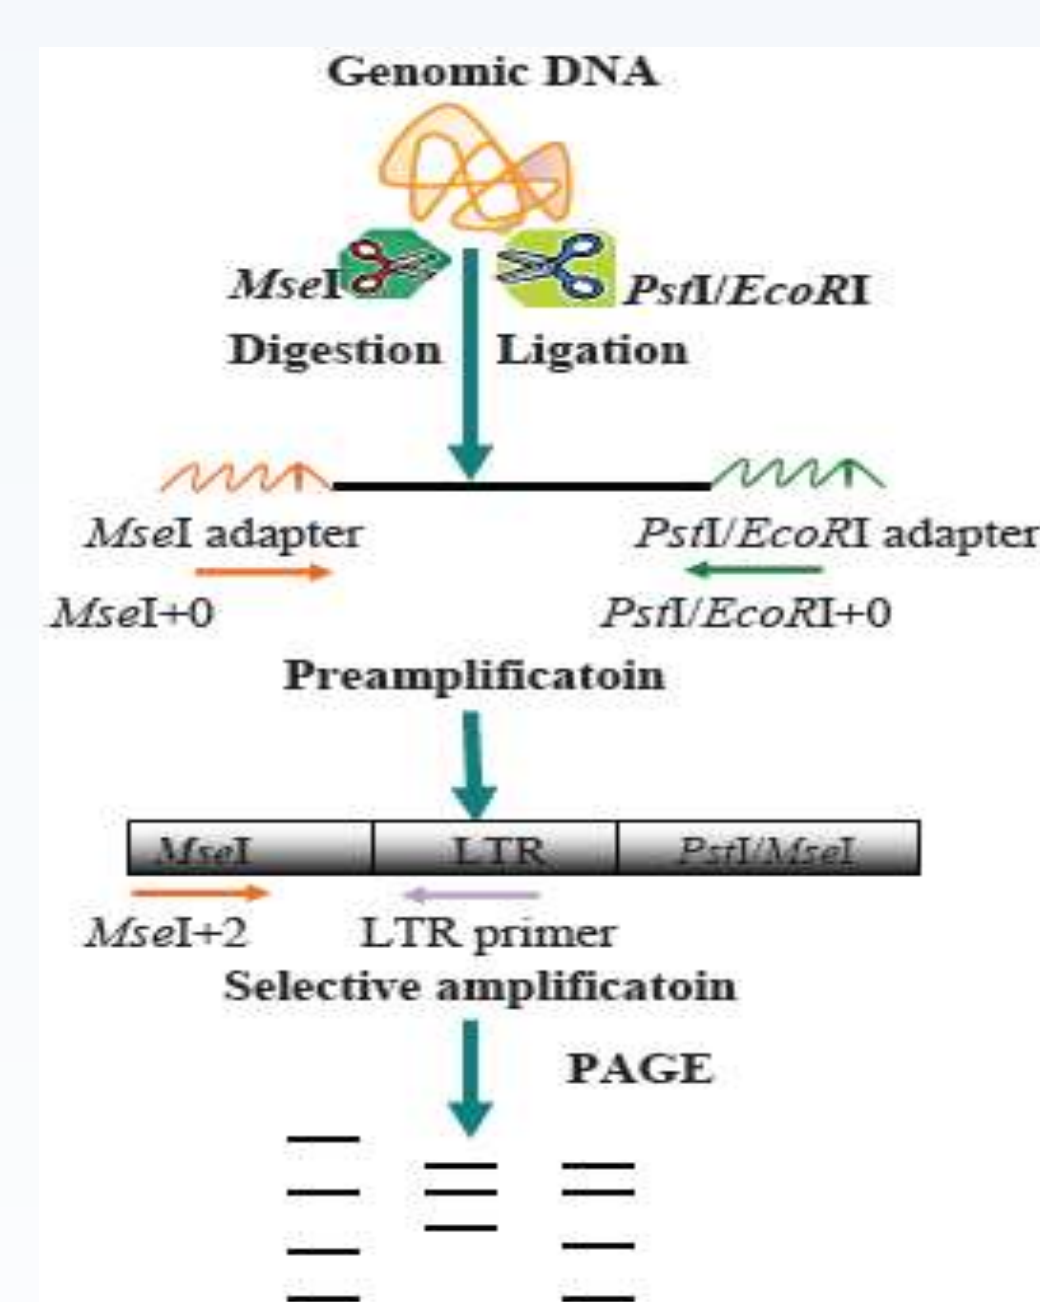 Genomic DNA
MseI
PstI/EcoRI
Digestion
Ligation
MseI adapter
PstI/EcoRI adapter
MseI+0
PstI/EcoRI+0
Preamplificatoin
MseI
LTR
PstI/MseI
MseI+2
LTR primer
Selective amplificatoin
PAGE